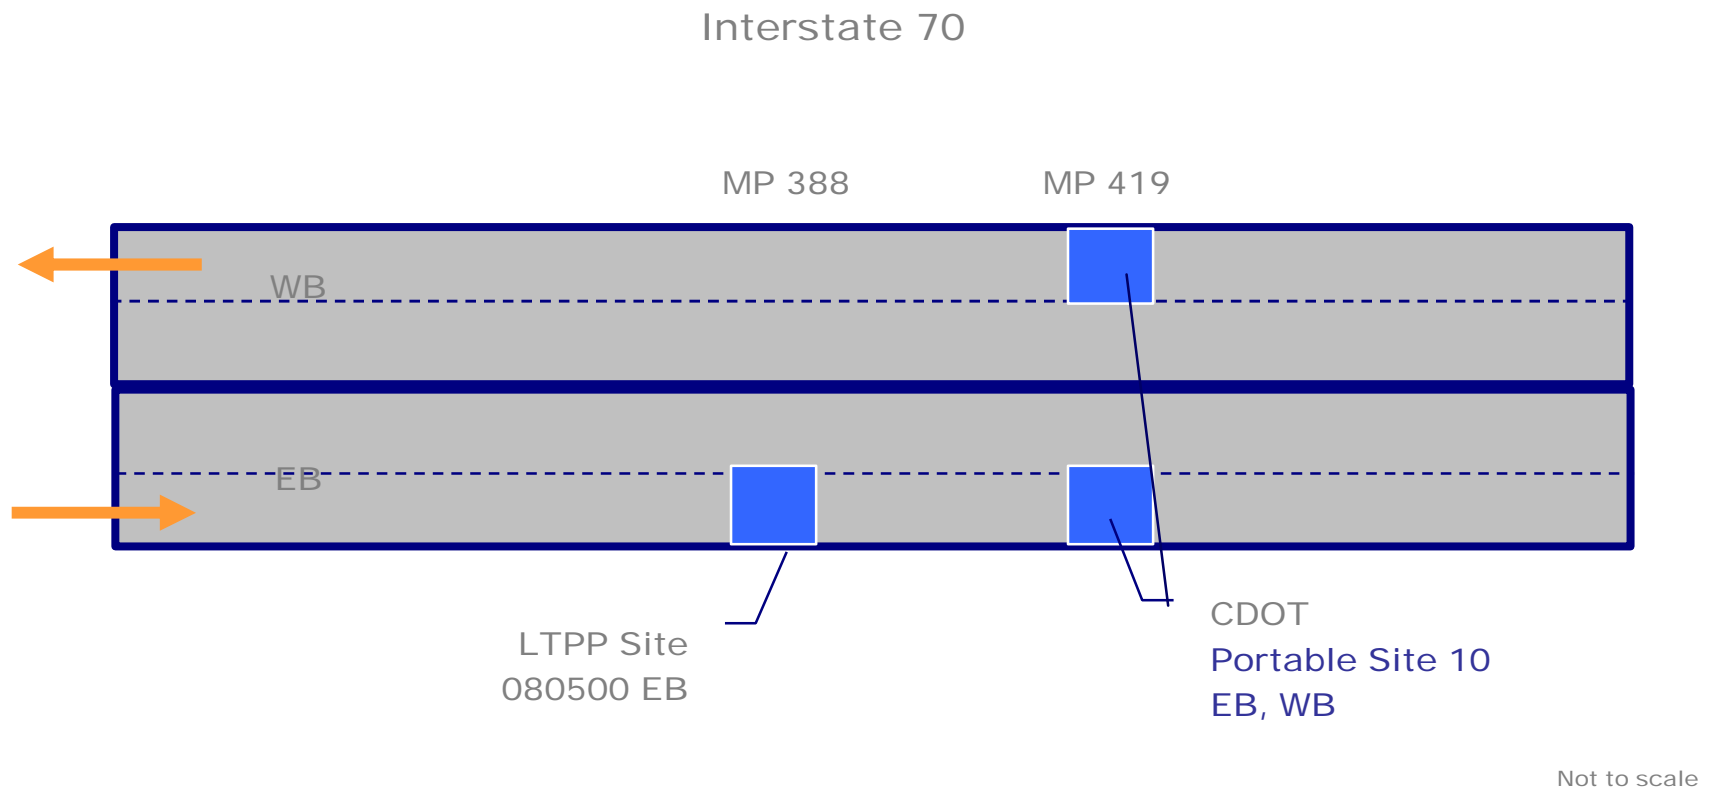 Interstate 70
MP 388
MP 419
WB
EB
LTPP Site
080500 EB
CDOT
Portable Site 10
EB, WB
Not to scale